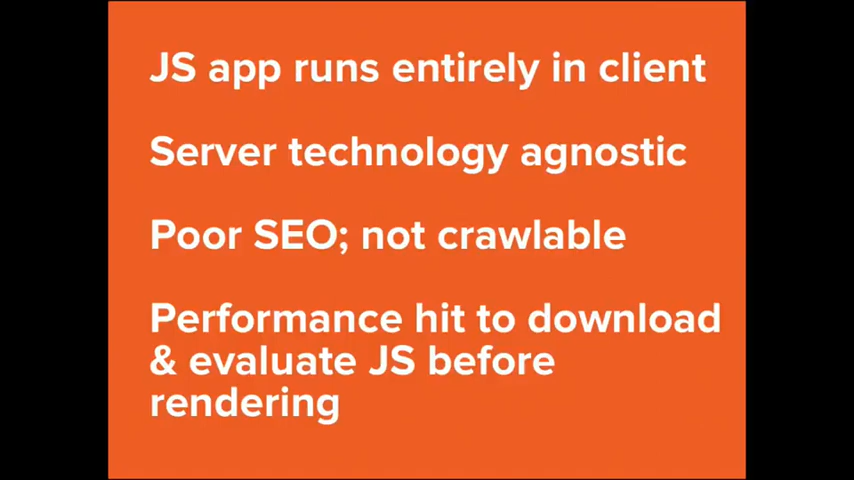 JS app runs entirely in client
Server technology agnostic
Poor SEO; not crawlable
Performance hit to download
& evaluate JS before
rendering